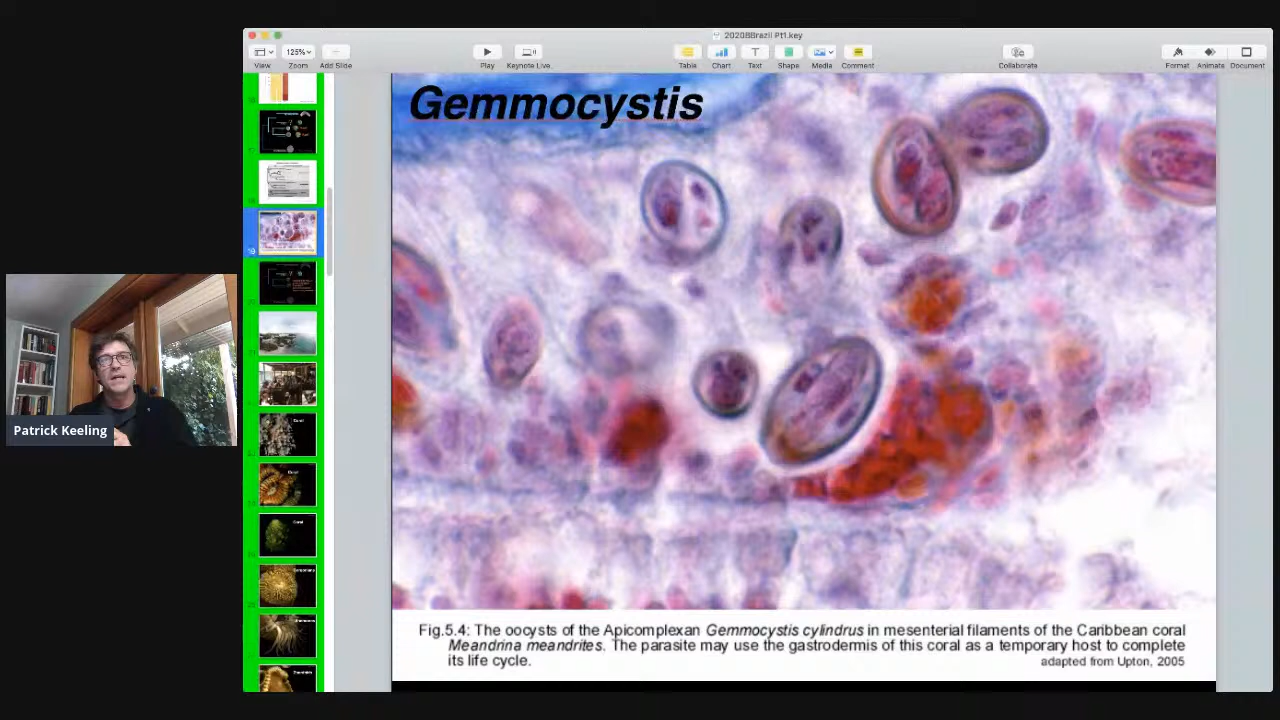 202088Brazil Pt1.key
125%
View
Zoom
Add Slide
Play
Keynote Live
Table
Chart
Text
Shape
Media
Comment
Collaborate
Format
Animate
Document
Gemmocystis
Patrick Keeling
Fig.5.4: The oocysts of the Apicomplexan Gemmocystis cylindrus in mesenterial filaments of the Caribbean coral
Meandrina meandrites. The parasite may use the gastrodermis of this coral as a temporary host to complete
its life cycle.
adapted from Upton, 2005